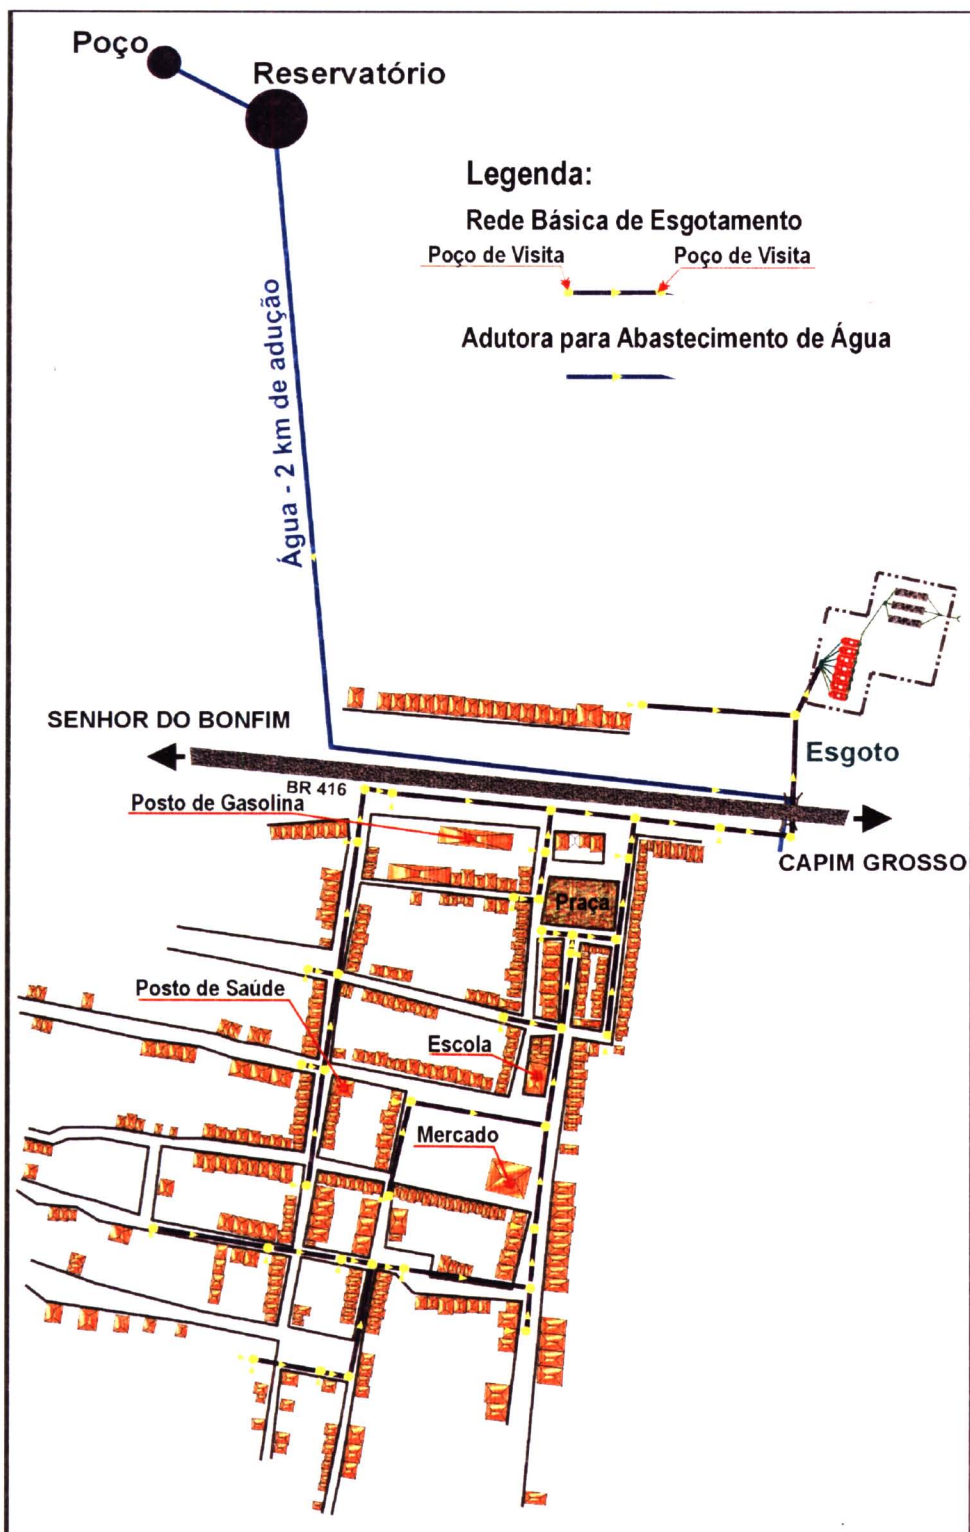 Poço
Reservatório
Legenda:
Rede Básica de Esgotamento
Poço de Visita
Poço de Visita
Adutora para Abastecimento de Água
Água - 2 km de adução
SENHOR DO BONFIM
Esgoto
BR 416
Posto de Gasolina
CAPIM GROSSO
Praça
Posto de Saúde
Escola
Mercado